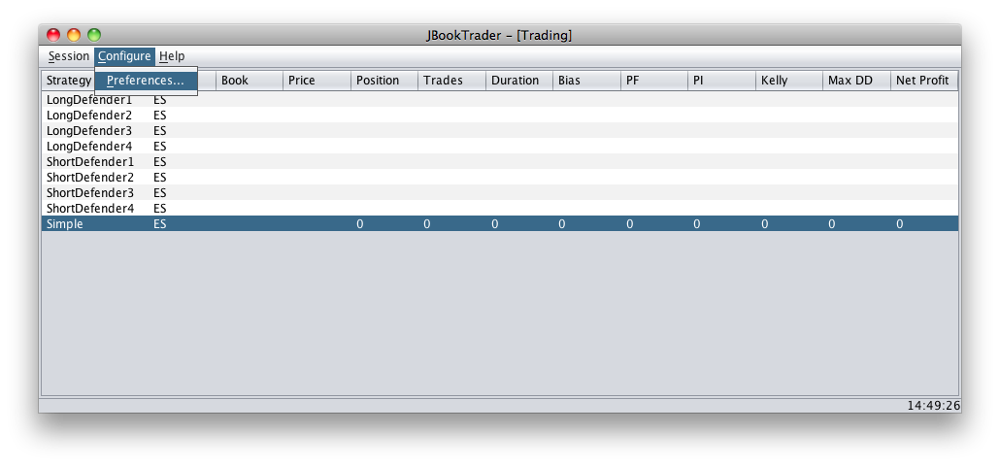 JBookTrader – [Trading]
Session Configure Help
Preferences...
Strategy Book Price Position Trades Duration Bias PF PI Kelly Max DD Net Profit
LongDefender1 ES
LongDefender2 ES
LongDefender3 ES
LongDefender4 ES
ShortDefender1 ES
ShortDefender2 ES
ShortDefender3 ES
ShortDefender4 ES
Simple ES 0 0 0 0 0 0 0 0 0
14:49:26